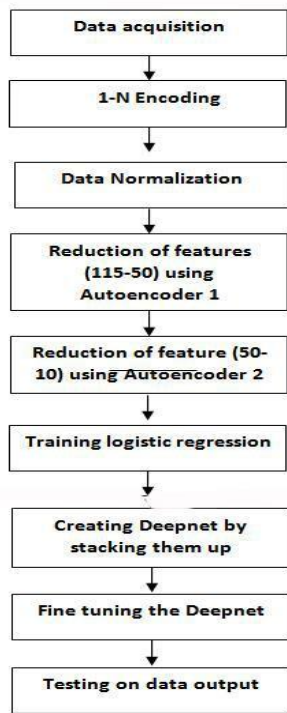 Data acquisition
1-N Encoding
Data Normalization
Reduction of features
(115-50) using
Autoencoder 1
Reduction of feature (50-
10) using Autoencoder 2
Training logistic regression
Creating Deepnet by
stacking them up
Fine tuning the Deepnet
Testing on data output